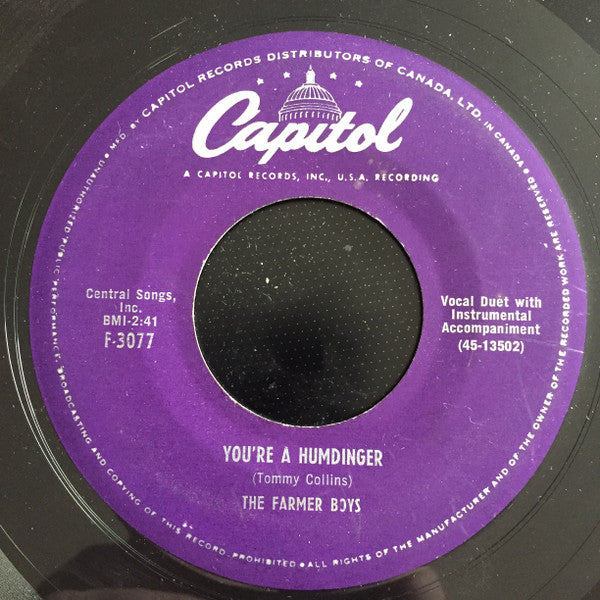 MFD. BY CAPITOL RECORDS DISTRIBUTORS OF CANADA, LTD. IN CANADA • ALL RIGHTS OF THE MANUFACTURER AND OF THE OWNER OF THE RECORDED WORK ARE RESERVED
UNAUTHORIZED PUBLIC PERFORMANCE, BROADCASTING AND COPYING OF THIS RECORD PROHIBITED •
Capitol
A CAPITOL RECORDS, INC., U.S.A. RECORDING
Central Songs,
Inc.
BMI-2:41
F-3077
Vocal Duet with
Instrumental
Accompaniment
(45-13502)
YOU'RE A HUMDINGER
(Tommy Collins)
THE FARMER BOYS